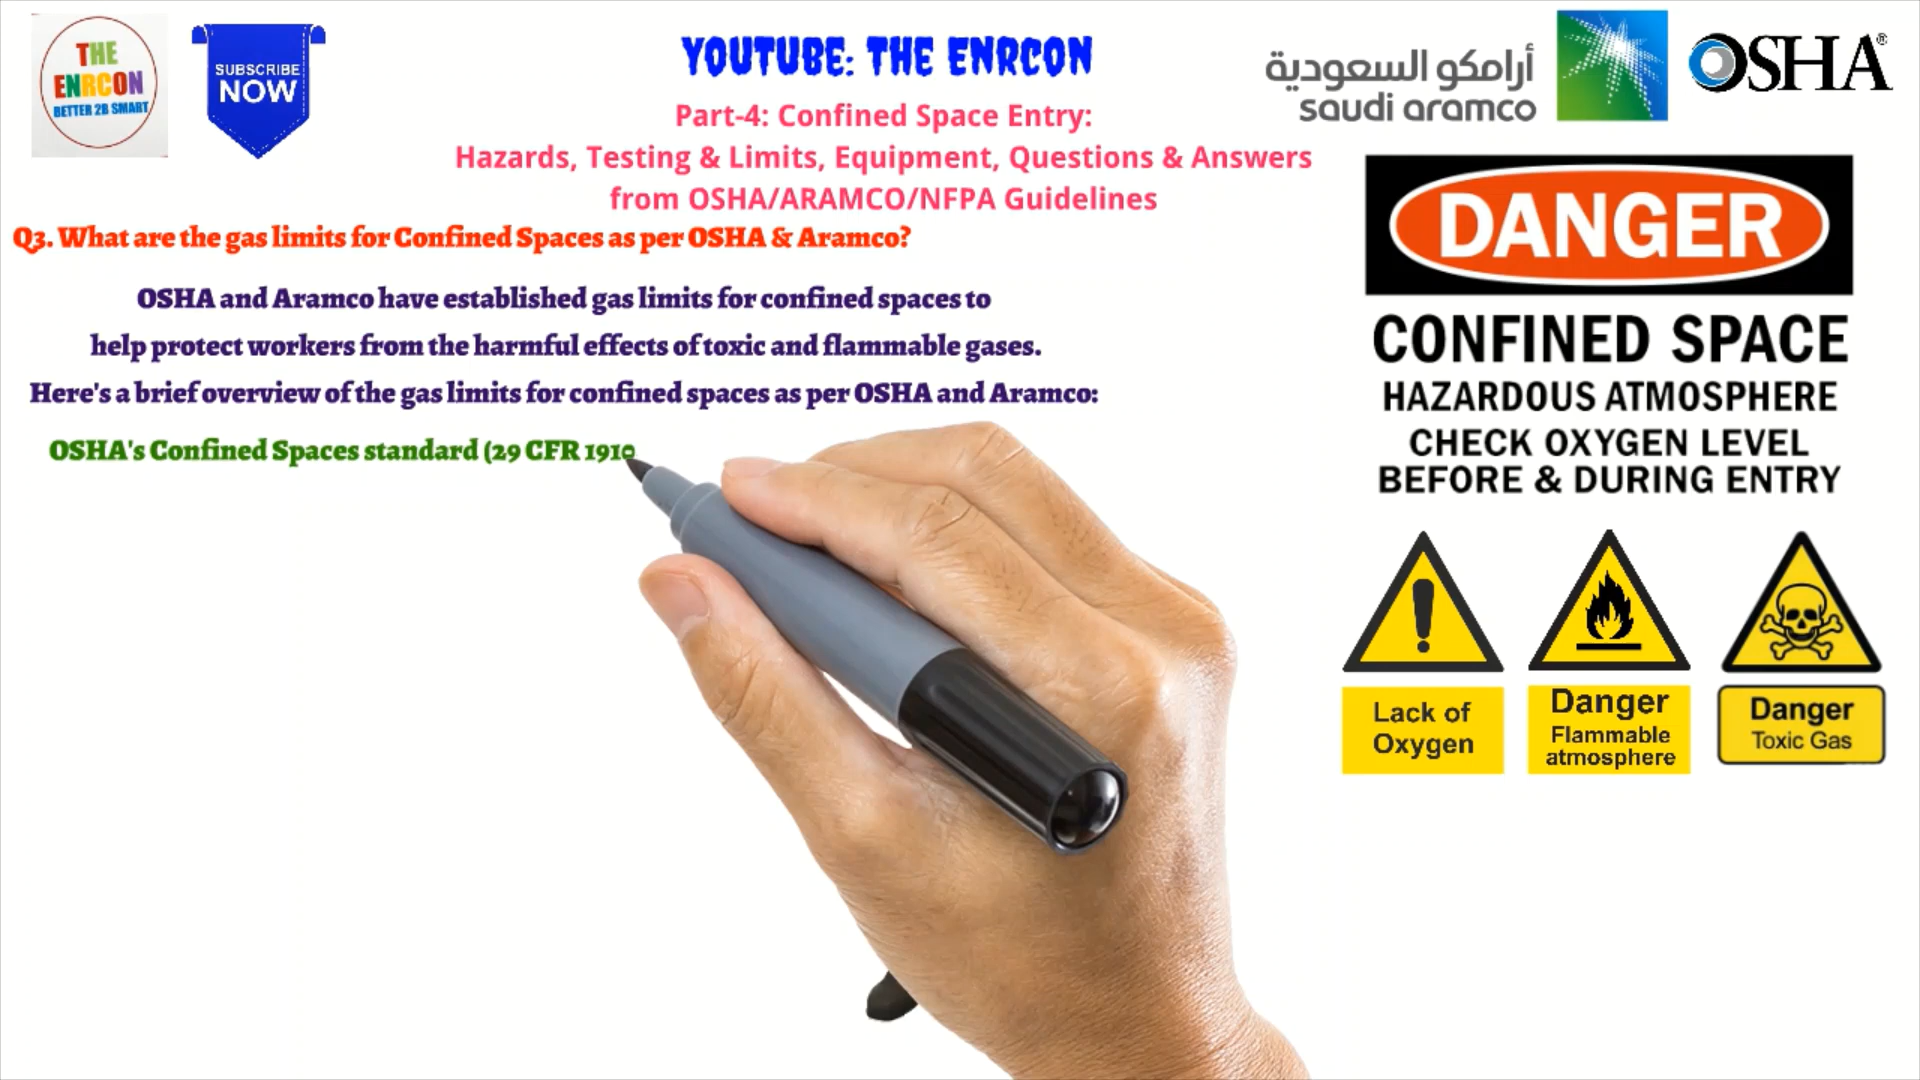 THE
ENRCON
BETTER 2B SMART
SUBSCRIBE
NOW
YOUTUBE: THE ENRCON
Part-4: Confined Space Entry:
Hazards, Testing & Limits, Equipment, Questions & Answers
from OSHA/ARAMCO/NFPA Guidelines
أرامكو السعودية
saudi aramco
OSHA®
Q3. What are the gas limits for Confined Spaces as per OSHA & Aramco?
OSHA and Aramco have established gas limits for confined spaces to
help protect workers from the harmful effects of toxic and flammable gases.
Here's a brief overview of the gas limits for confined spaces as per OSHA and Aramco:
OSHA's Confined Spaces standard (29 CFR 1910
DANGER
CONFINED SPACE
HAZARDOUS ATMOSPHERE
CHECK OXYGEN LEVEL
BEFORE & DURING ENTRY
Lack of
Oxygen
Danger
Flammable
atmosphere
Danger
Toxic Gas